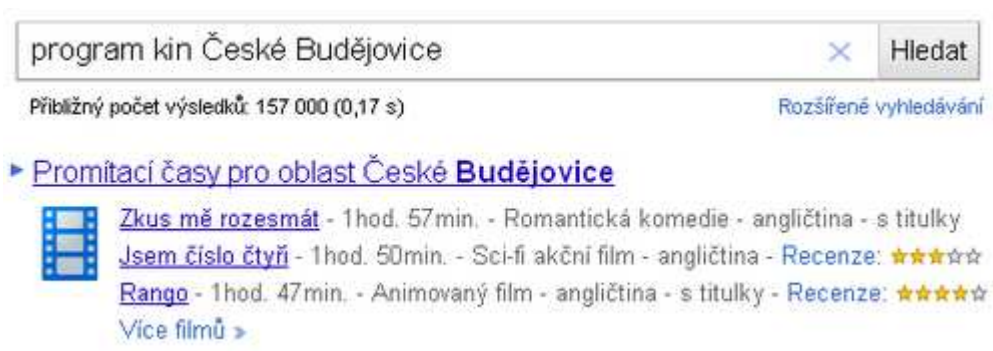 program kin České Budějovice × Hledat
Přibližný počet výsledků: 157 000 (0,17 s) Rozšířené vyhledávání
Promítací časy pro oblast České Budějovice
Zkus mě rozesmát - 1hod. 57min. - Romantická komedie - angličtina - s titulky
Jsem číslo čtyři - 1hod. 50min. - Sci-fi akční film - angličtina - Recenze: ★★★☆☆
Rango - 1hod. 47min. - Animovaný film - angličtina - s titulky - Recenze: ★★★★☆
Více filmů »